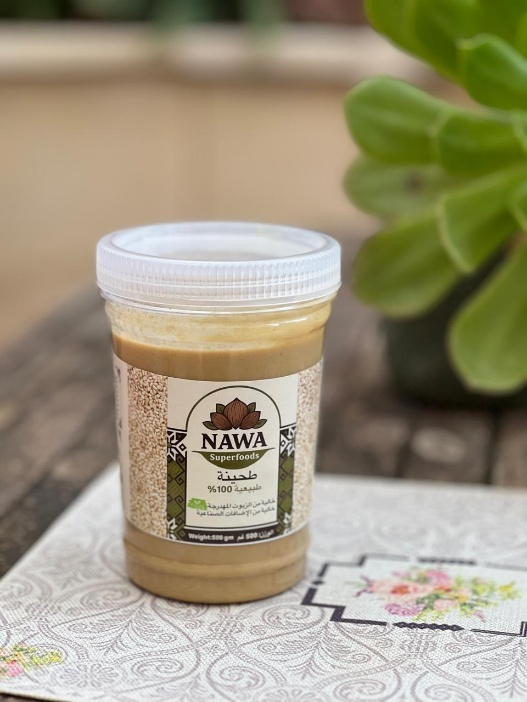 NAWA
Superfoods
طحينة
طبيعية 100%
خالية من الزيوت المهدرجة
خالية من الإضافات الصناعية
Weight:500 gm الوزن: 500 غم